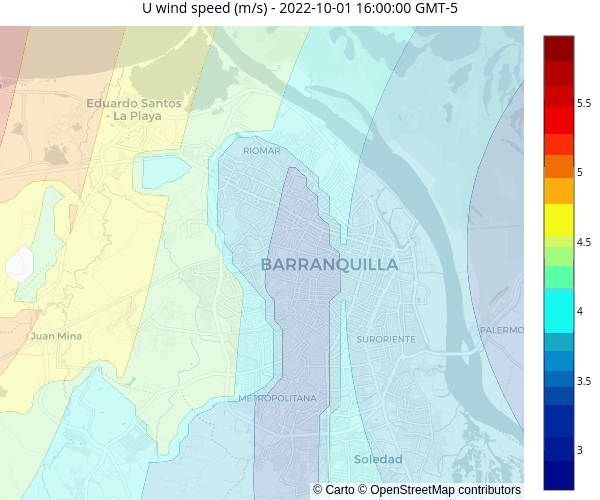 U wind speed (m/s) - 2022-10-01 16:00:00 GMT-5
5.5
Eduardo Santos
- La Playa
RIOMAR
5
4.5
BARRANQUILLA
4
PALERMO
Juan Mina
SURORIENTE
3.5
METROPOLITANA
3
Soledad
© Carto © OpenStreetMap contributors